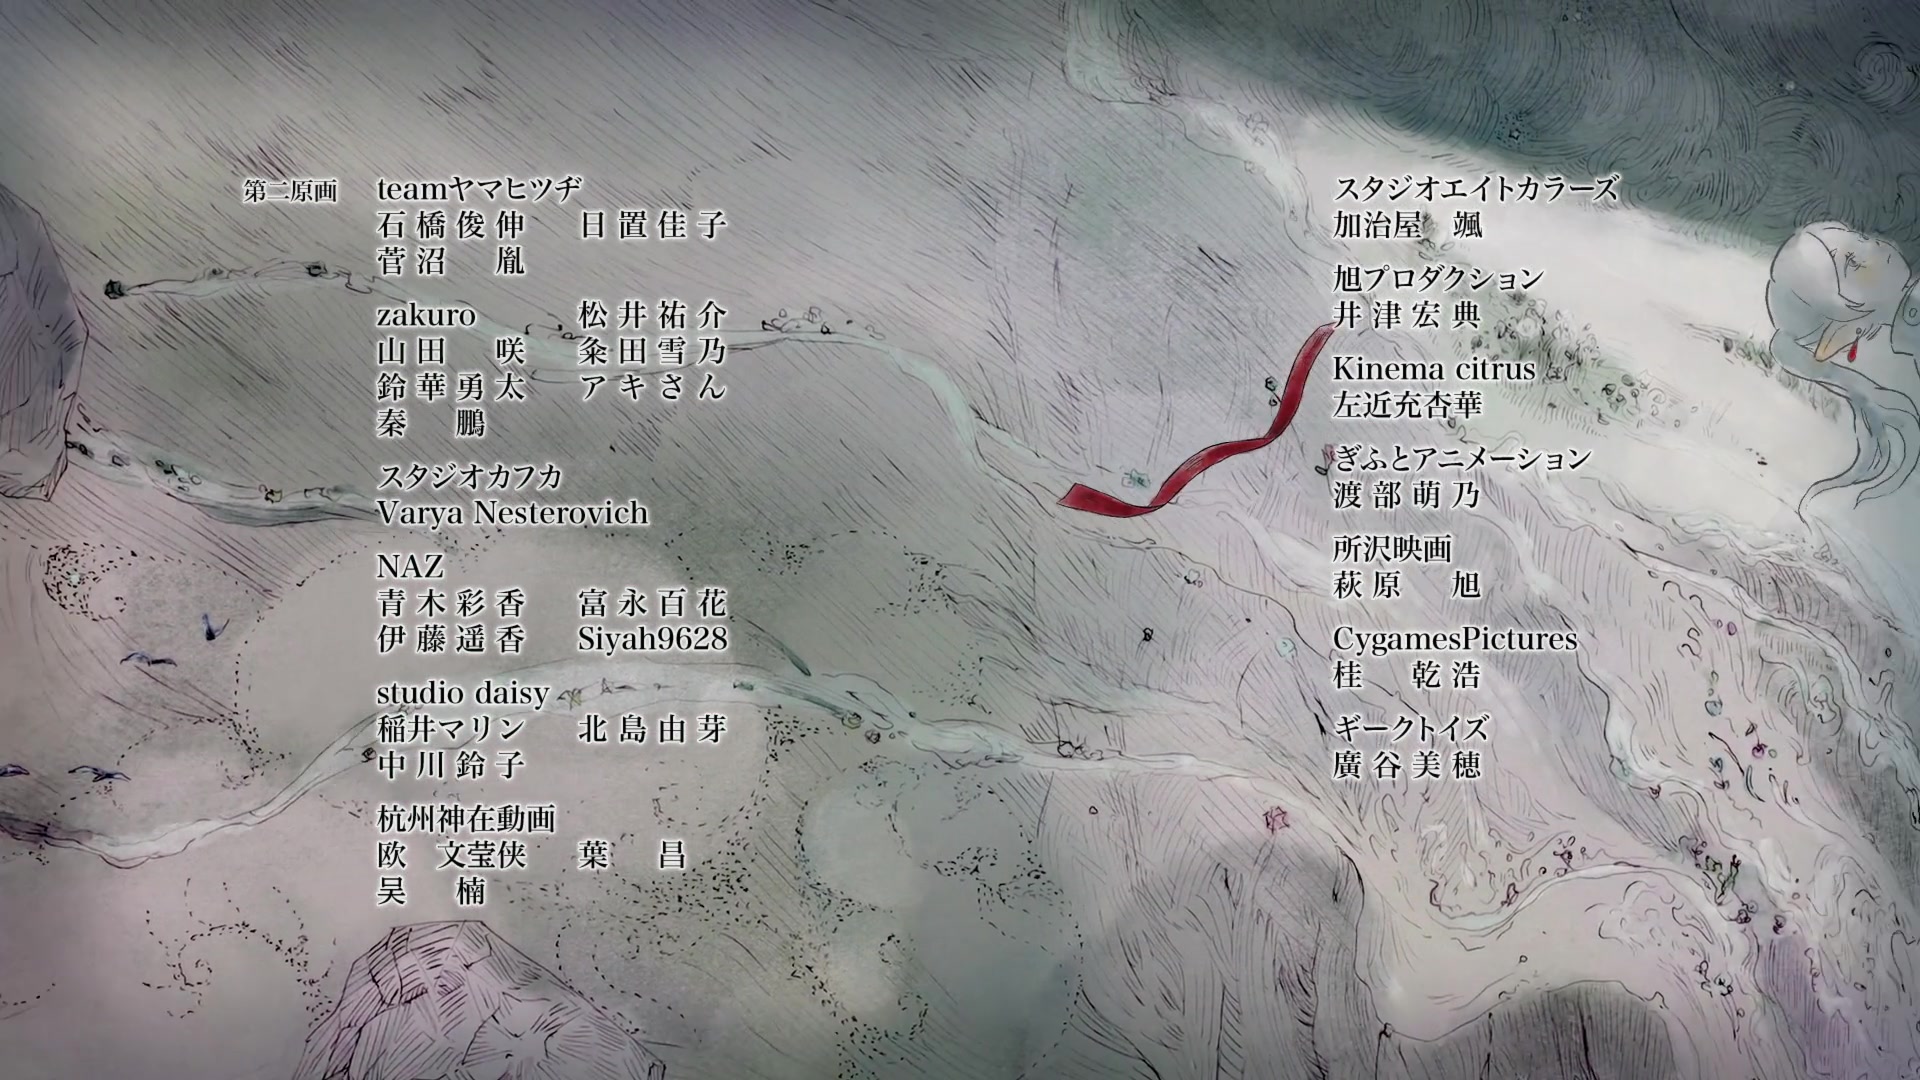 第二原画 teamヤマヒツヂ
石橋俊伸 日置佳子
菅沼 胤
zakuro 松井祐介
山田 咲 粂田雪乃
鈴華勇太 アキさん
秦 鵬
スタジオカフカ
Varya Nesterovich
NAZ
青木彩香 富永百花
伊藤遥香 Siyah9628
studio daisy
稲井マリン 北島由芽
中川鈴子
杭州神在動画
欧 文莹侠 葉 昌
吴 楠
スタジオエイトカラーズ
加治屋 颯
旭プロダクション
井津宏典
Kinema citrus
左近充杏華
ぎふとアニメーション
渡部萌乃
所沢映画
萩原 旭
CygamesPictures
桂 乾浩
ギークトイズ
廣谷美穂